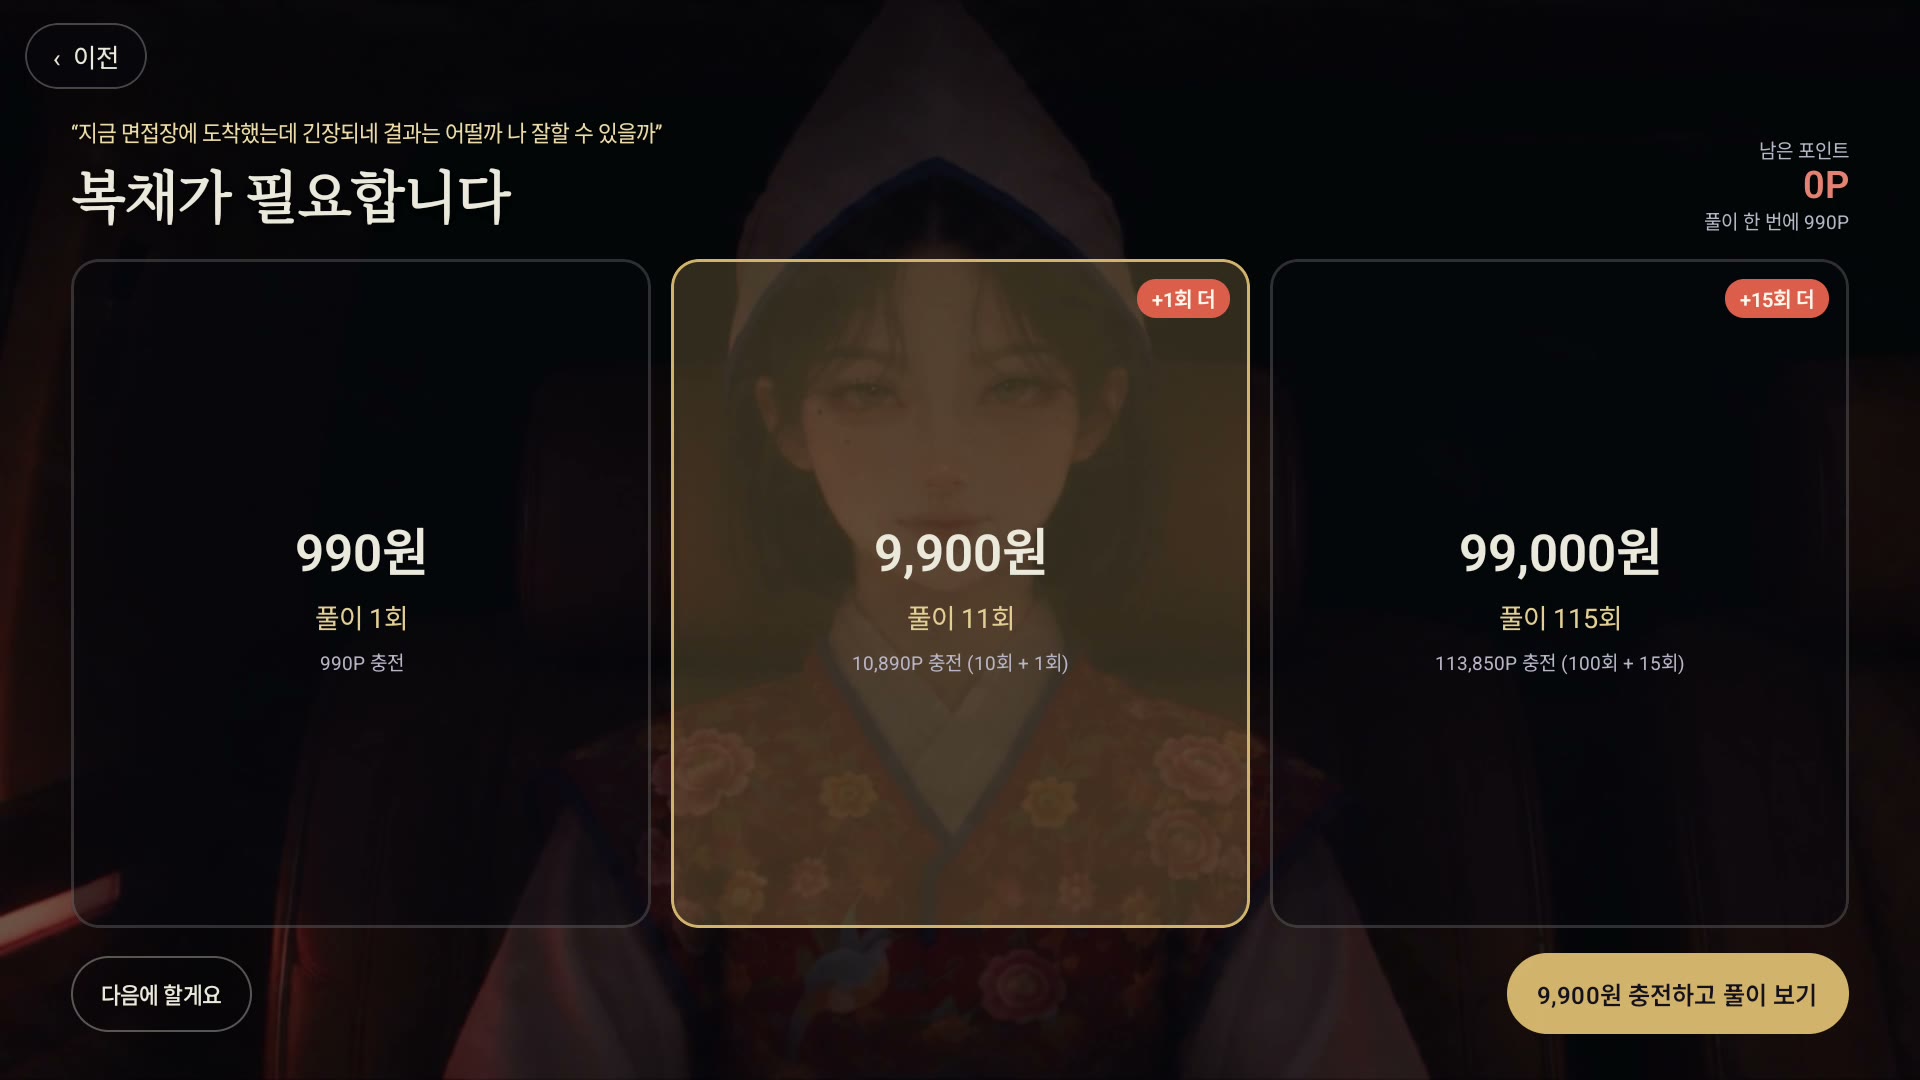 ‹ 이전
“지금 면접장에 도착했는데 긴장되네 결과는 어떨까 나 잘할 수 있을까”
복채가 필요합니다
남은 포인트
0P
풀이 한 번에 990P
990원
풀이 1회
990P 충전
+1회 더
9,900원
풀이 11회
10,890P 충전 (10회 + 1회)
+15회 더
99,000원
풀이 115회
113,850P 충전 (100회 + 15회)
다음에 할게요
9,900원 충전하고 풀이 보기